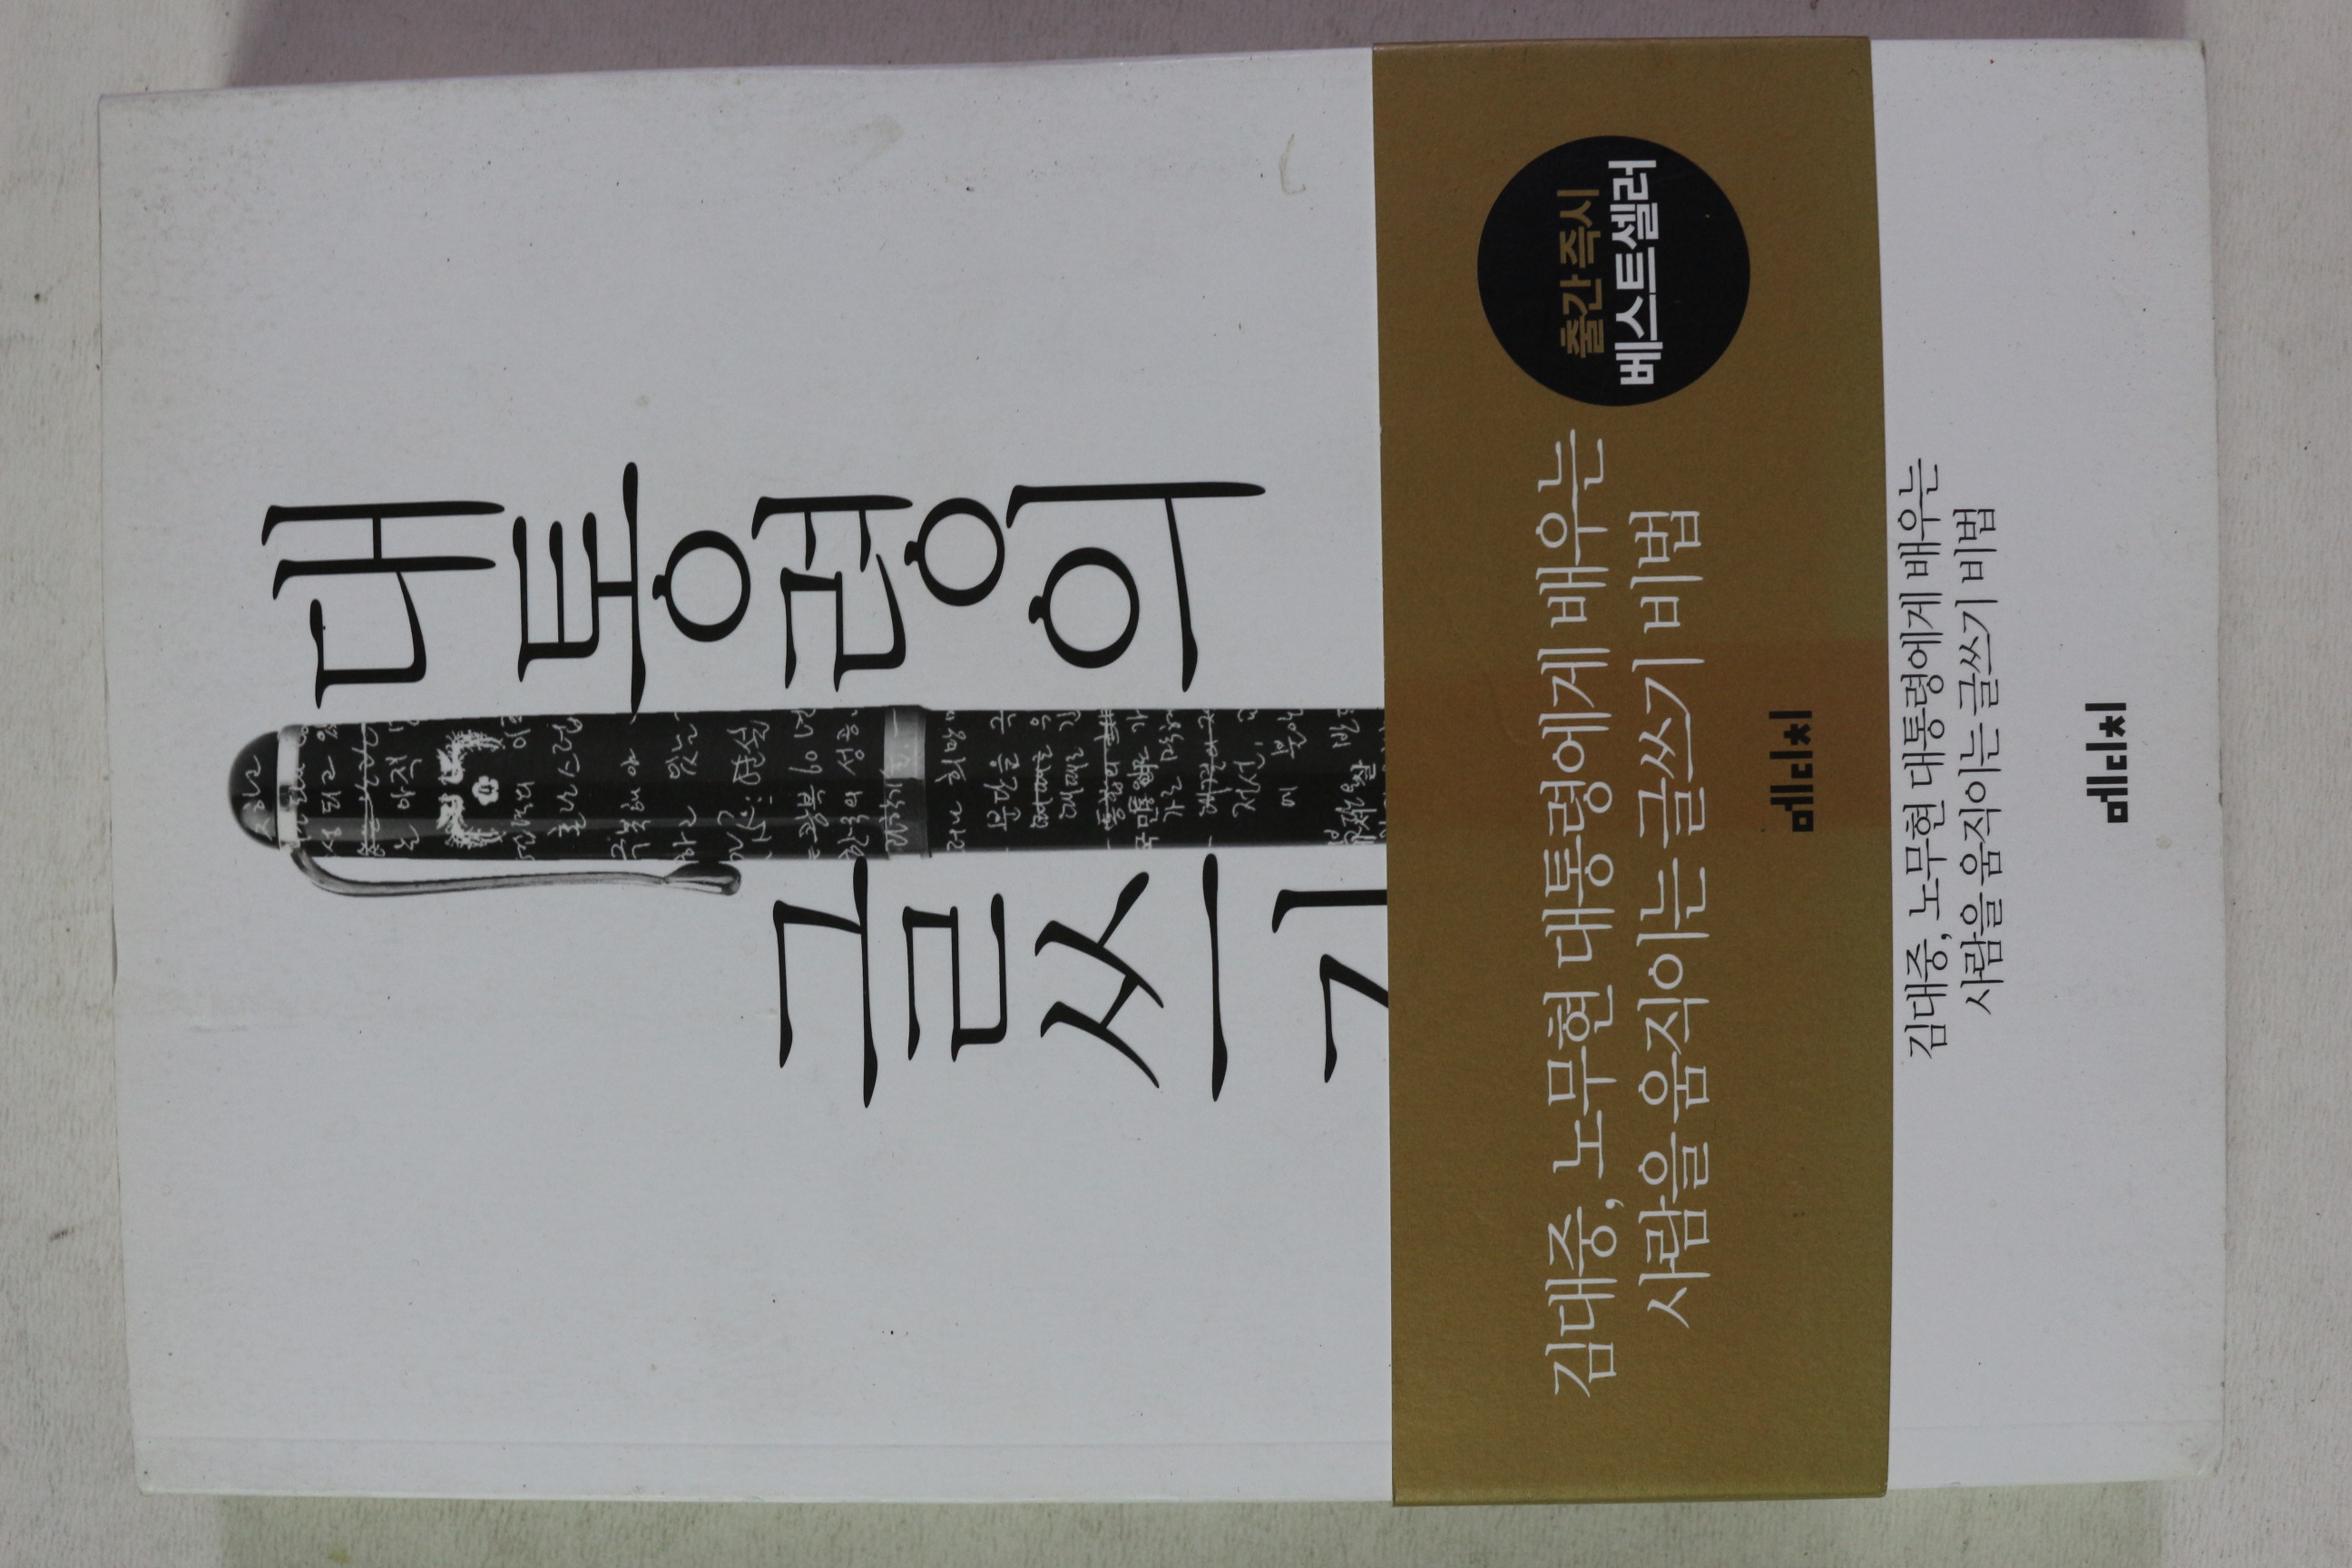 대통령의
글쓰기
출간 즉시
베스트셀러
김대중, 노무현 대통령에게 배우는
사람을 움직이는 글쓰기 비법
메디치
김대중, 노무현 대통령에게 배우는
사람을 움직이는 글쓰기 비법
메디치